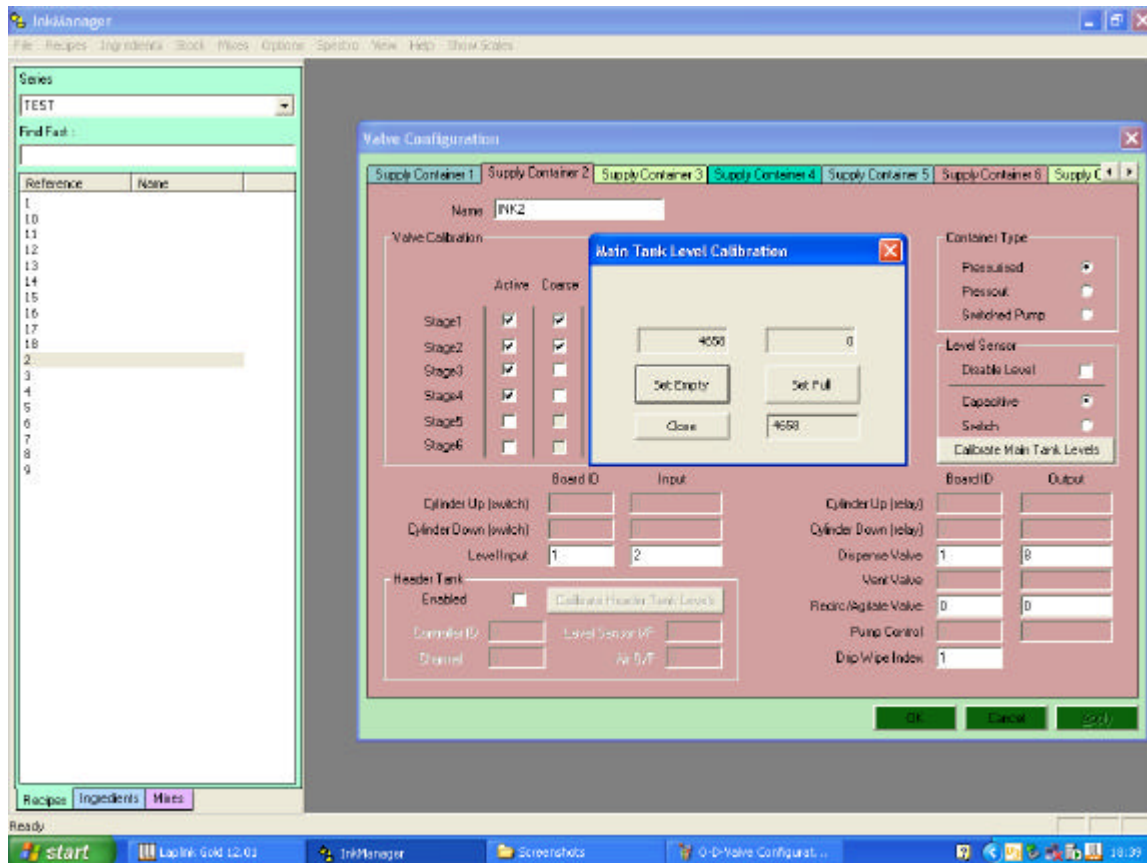 InkManager
File Recipes Ingredients Stock Mixes Options Spectro View Help Show Scales
Series
TEST
Find Fast :
Reference Name
1
10
11
12
13
14
15
16
17
18
2
3
4
5
6
7
8
9
Recipes Ingredients Mixes
Ready
Valve Configuration
Supply Container 1 Supply Container 2 Supply Container 3 Supply Container 4 Supply Container 5 Supply Container 6 Supply C
Name INK2
Valve Calibration
Active Coarse
Stage1
Stage2
Stage3
Stage4
Stage5
Stage6
Main Tank Level Calibration
4658 0
Set Empty Set Full
Close 4658
Container Type
Pressurised
Pressout
Switched Pump
Level Sensor
Disable Level
Capacitive
Switch
Calibrate Main Tank Levels
Board ID Input
Cylinder Up (switch)
Cylinder Down (switch)
Level Input 1 2
Header Tank
Enabled Calibrate Header Tank Levels
Controller ID Level Sensor I/P
Channel Air O/P
Board ID Output
Cylinder Up (relay)
Cylinder Down (relay)
Dispense Valve 1 8
Vent Valve
Recirc/Agitate Valve 0 0
Pump Control
Drip Wipe Index 1
OK Cancel Apply
start LapLink Gold 12.01 InkManager Screenshots O-D-Valve Configurat... 18:39